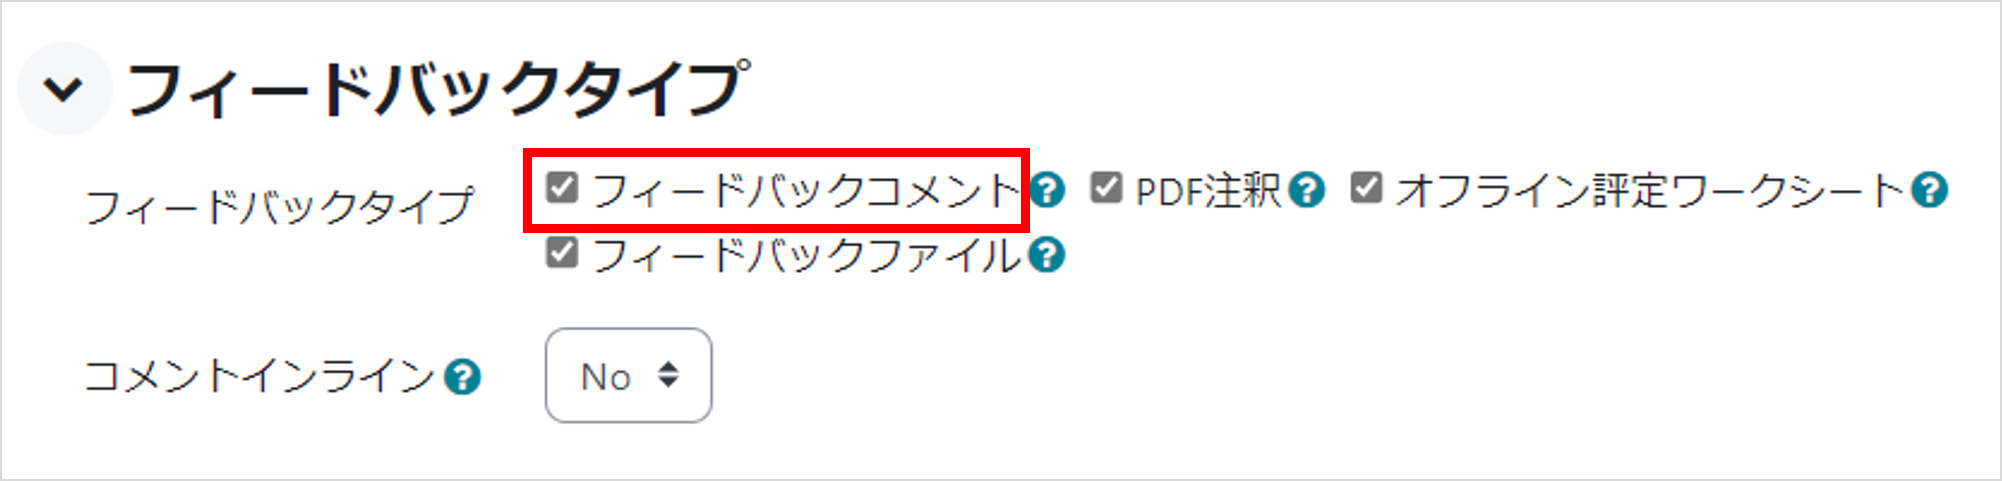 フィードバックタイプ
フィードバックタイプ フィードバックコメント PDF注釈 オフライン評定ワークシート
フィードバックファイル
コメントインライン No